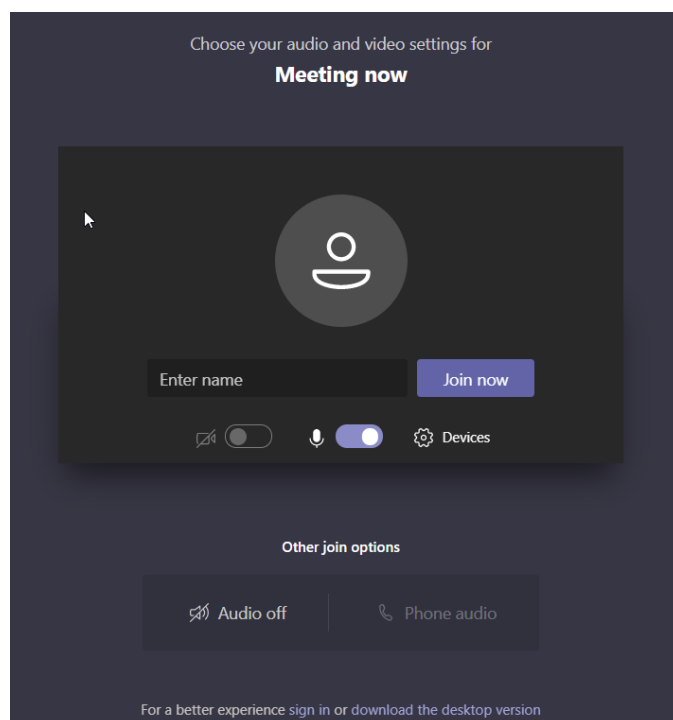 Choose your audio and video settings for
Meeting now
Enter name
Join now
Devices
Other join options
Audio off
Phone audio
For a better experience sign in or download the desktop version